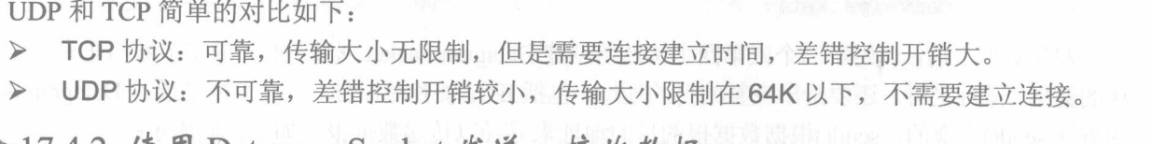 UDP 和 TCP 简单的对比如下：
➢ TCP 协议：可靠，传输大小无限制，但是需要连接建立时间，差错控制开销大。
➢ UDP 协议：不可靠，差错控制开销较小，传输大小限制在 64K 以下，不需要建立连接。